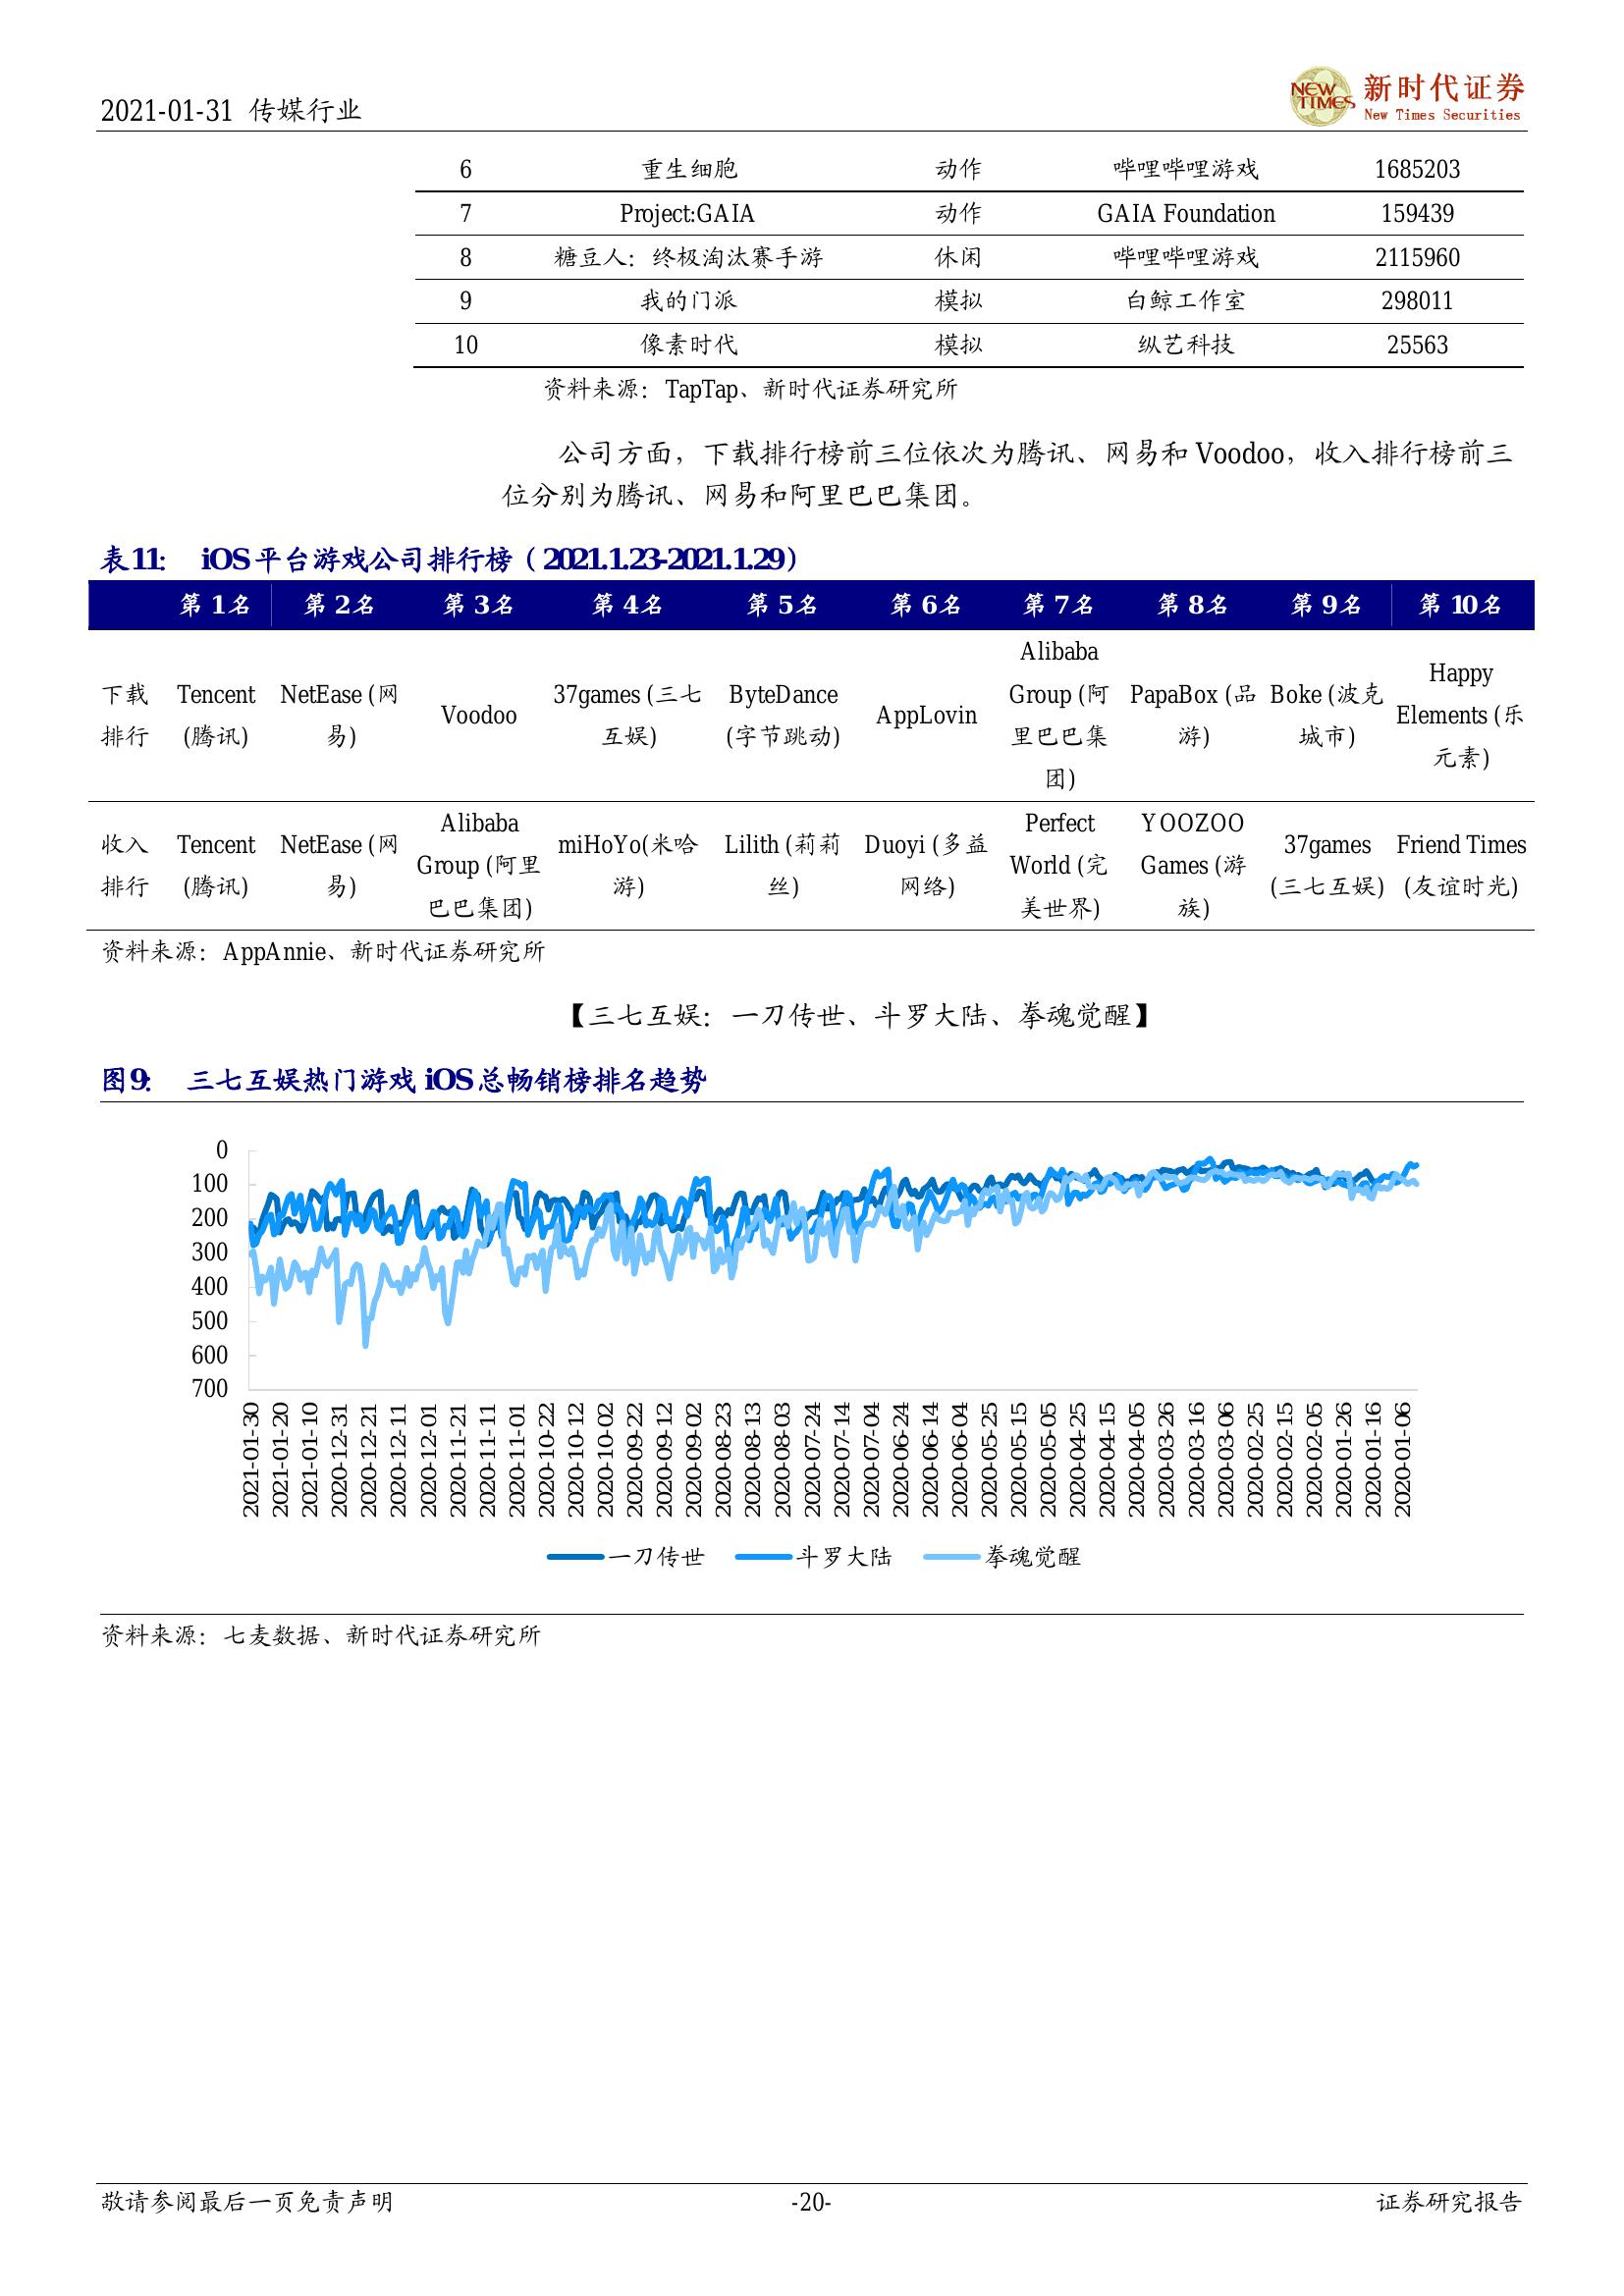 2021-01-31 传媒行业
NEW TIMES 新时代证券
New Times Securities
6 重生细胞 动作 哔哩哔哩游戏 1685203
7 Project:GAIA 动作 GAIA Foundation 159439
8 糖豆人：终极淘汰赛手游 休闲 哔哩哔哩游戏 2115960
9 我的门派 模拟 白鲸工作室 298011
10 像素时代 模拟 纵艺科技 25563
资料来源：TapTap、新时代证券研究所
公司方面，下载排行榜前三位依次为腾讯、网易和 Voodoo，收入排行榜前三
位分别为腾讯、网易和阿里巴巴集团。
表11： iOS平台游戏公司排行榜（2021.1.23-2021.1.29）
第 1名 第 2名 第 3名 第 4名 第 5名 第 6名 第 7名 第 8名 第 9名 第 10名
下载排行 Tencent (腾讯) NetEase (网易) Voodoo 37games (三七互娱) ByteDance (字节跳动) AppLovin Alibaba Group (阿里巴巴集团) PapaBox (品游) Boke (波克城市) Happy Elements (乐元素)
收入排行 Tencent (腾讯) NetEase (网易) Alibaba Group (阿里巴巴集团) miHoYo(米哈游) Lilith (莉莉丝) Duoyi (多益网络) Perfect World (完美世界) YOOZOO Games (游族) 37games (三七互娱) Friend Times (友谊时光)
资料来源：AppAnnie、新时代证券研究所
【三七互娱：一刀传世、斗罗大陆、拳魂觉醒】
图9： 三七互娱热门游戏 iOS总畅销榜排名趋势
0
100
200
300
400
500
600
700
2021-01-30
2021-01-20
2021-01-10
2020-12-31
2020-12-21
2020-12-11
2020-12-01
2020-11-21
2020-11-11
2020-11-01
2020-10-22
2020-10-12
2020-10-02
2020-09-22
2020-09-12
2020-09-02
2020-08-23
2020-08-13
2020-08-03
2020-07-24
2020-07-14
2020-07-04
2020-06-24
2020-06-14
2020-06-04
2020-05-25
2020-05-15
2020-05-05
2020-04-25
2020-04-15
2020-04-05
2020-03-26
2020-03-16
2020-03-06
2020-02-25
2020-02-15
2020-02-05
2020-01-26
2020-01-16
2020-01-06
一刀传世 斗罗大陆 拳魂觉醒
资料来源：七麦数据、新时代证券研究所
敬请参阅最后一页免责声明 -20- 证券研究报告